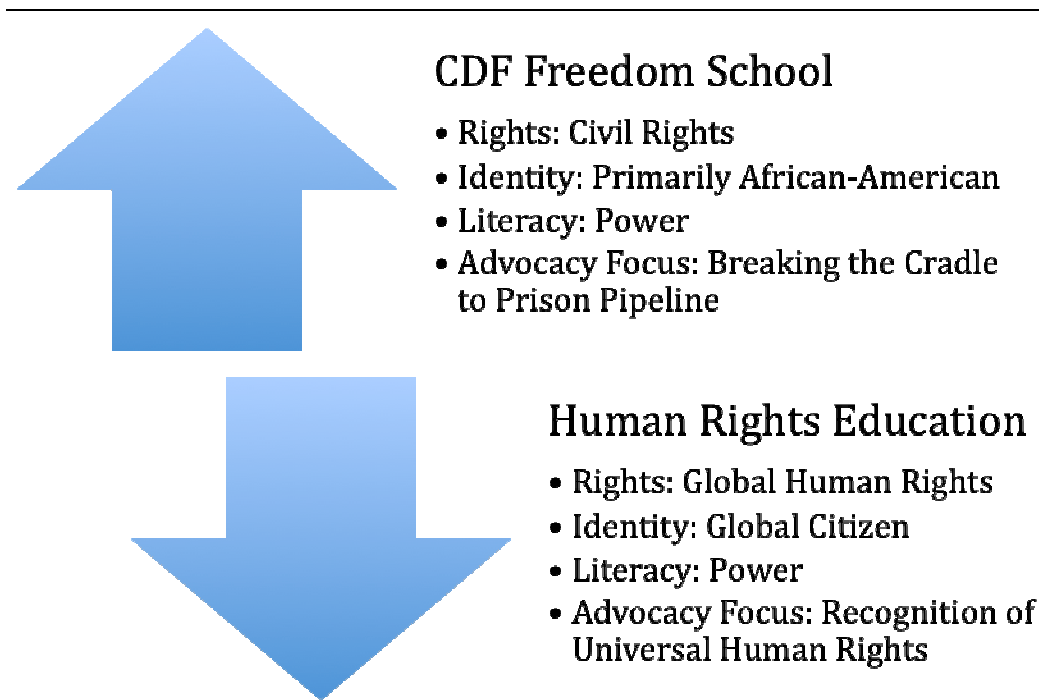 CDF Freedom School
• Rights: Civil Rights
• Identity: Primarily African-American
• Literacy: Power
• Advocacy Focus: Breaking the Cradle
to Prison Pipeline
Human Rights Education
• Rights: Global Human Rights
• Identity: Global Citizen
• Literacy: Power
• Advocacy Focus: Recognition of
Universal Human Rights